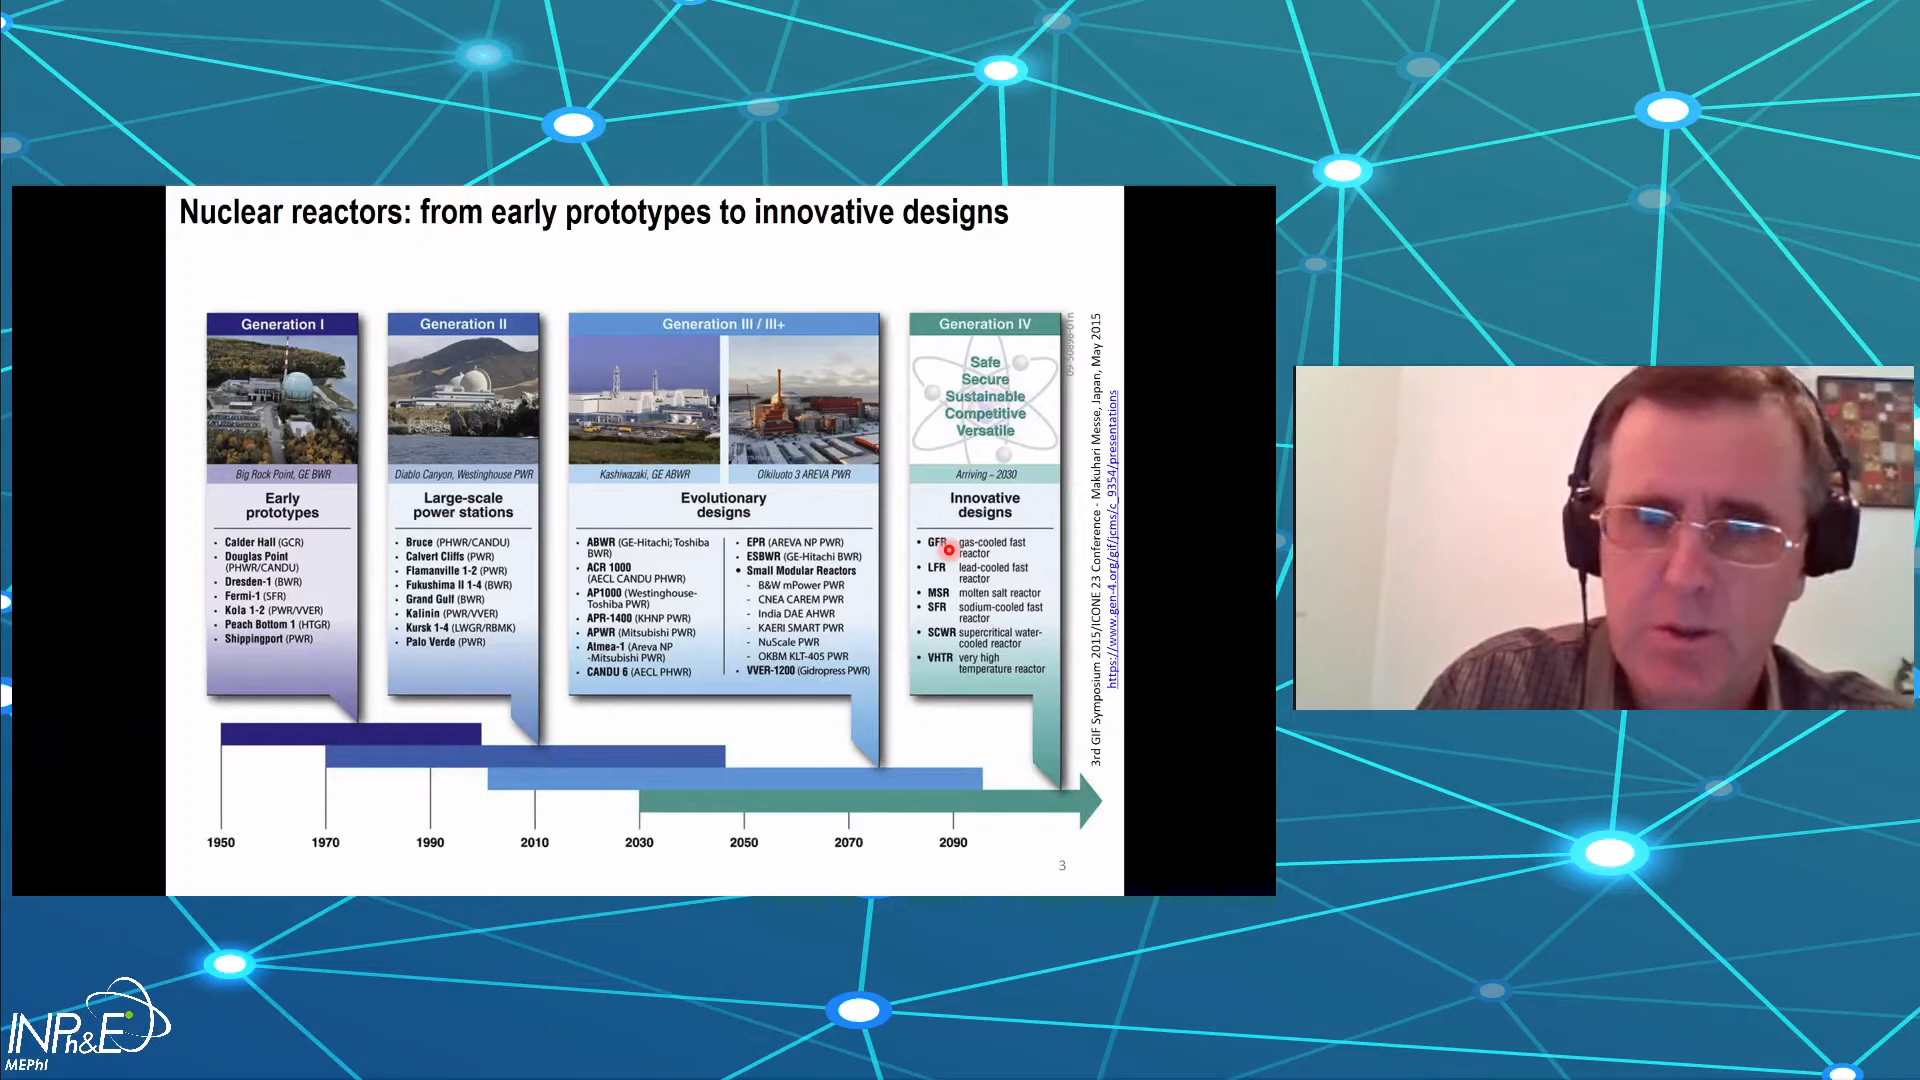 Nuclear reactors: from early prototypes to innovative designs
Generation I
Big Rock Point, GE BWR
Early
prototypes
• Calder Hall (GCR)
• Douglas Point
(PHWR/CANDU)
• Dresden-1 (BWR)
• Fermi-1 (SFR)
• Kola 1-2 (PWR/VVER)
• Peach Bottom 1 (HTGR)
• Shippingport (PWR)
Generation II
Diablo Canyon, Westinghouse PWR
Large-scale
power stations
• Bruce (PHWR/CANDU)
• Calvert Cliffs (PWR)
• Flamanville 1-2 (PWR)
• Fukushima II 1-4 (BWR)
• Grand Gulf (BWR)
• Kalinin (PWR/VVER)
• Kursk 1-4 (LWGR/RBMK)
• Palo Verde (PWR)
Generation III / III+
Kashiwazaki, GE ABWR
Olkiluoto 3 AREVA PWR
Evolutionary
designs
• ABWR (GE-Hitachi; Toshiba
BWR)
• ACR 1000
(AECL CANDU PHWR)
• AP1000 (Westinghouse-
Toshiba PWR)
• APR-1400 (KHNP PWR)
• APWR (Mitsubishi PWR)
• Atmea-1 (Areva NP
-Mitsubishi PWR)
• CANDU 6 (AECL PHWR)
• EPR (AREVA NP PWR)
• ESBWR (GE-Hitachi BWR)
• Small Modular Reactors
- B&W mPower PWR
- CNEA CAREM PWR
- India DAE AHWR
- KAERI SMART PWR
- NuScale PWR
- OKBM KLT-40S PWR
• VVER-1200 (Gidropress PWR)
Generation IV
Safe
Secure
Sustainable
Competitive
Versatile
Arriving ~ 2030
Innovative
designs
• GFR gas-cooled fast
reactor
• LFR lead-cooled fast
reactor
• MSR molten salt reactor
• SFR sodium-cooled fast
reactor
• SCWR supercritical water-
cooled reactor
• VHTR very high
temperature reactor
3rd GIF Symposium 2015/ICONE 23 Conference - Makuhari Messe, Japan, May 2015
https://www.gen-4.org/gif/jcms/c_9354/presentations
1950 1970 1990 2010 2030 2050 2070 2090
3
INPh&E
MEPhI